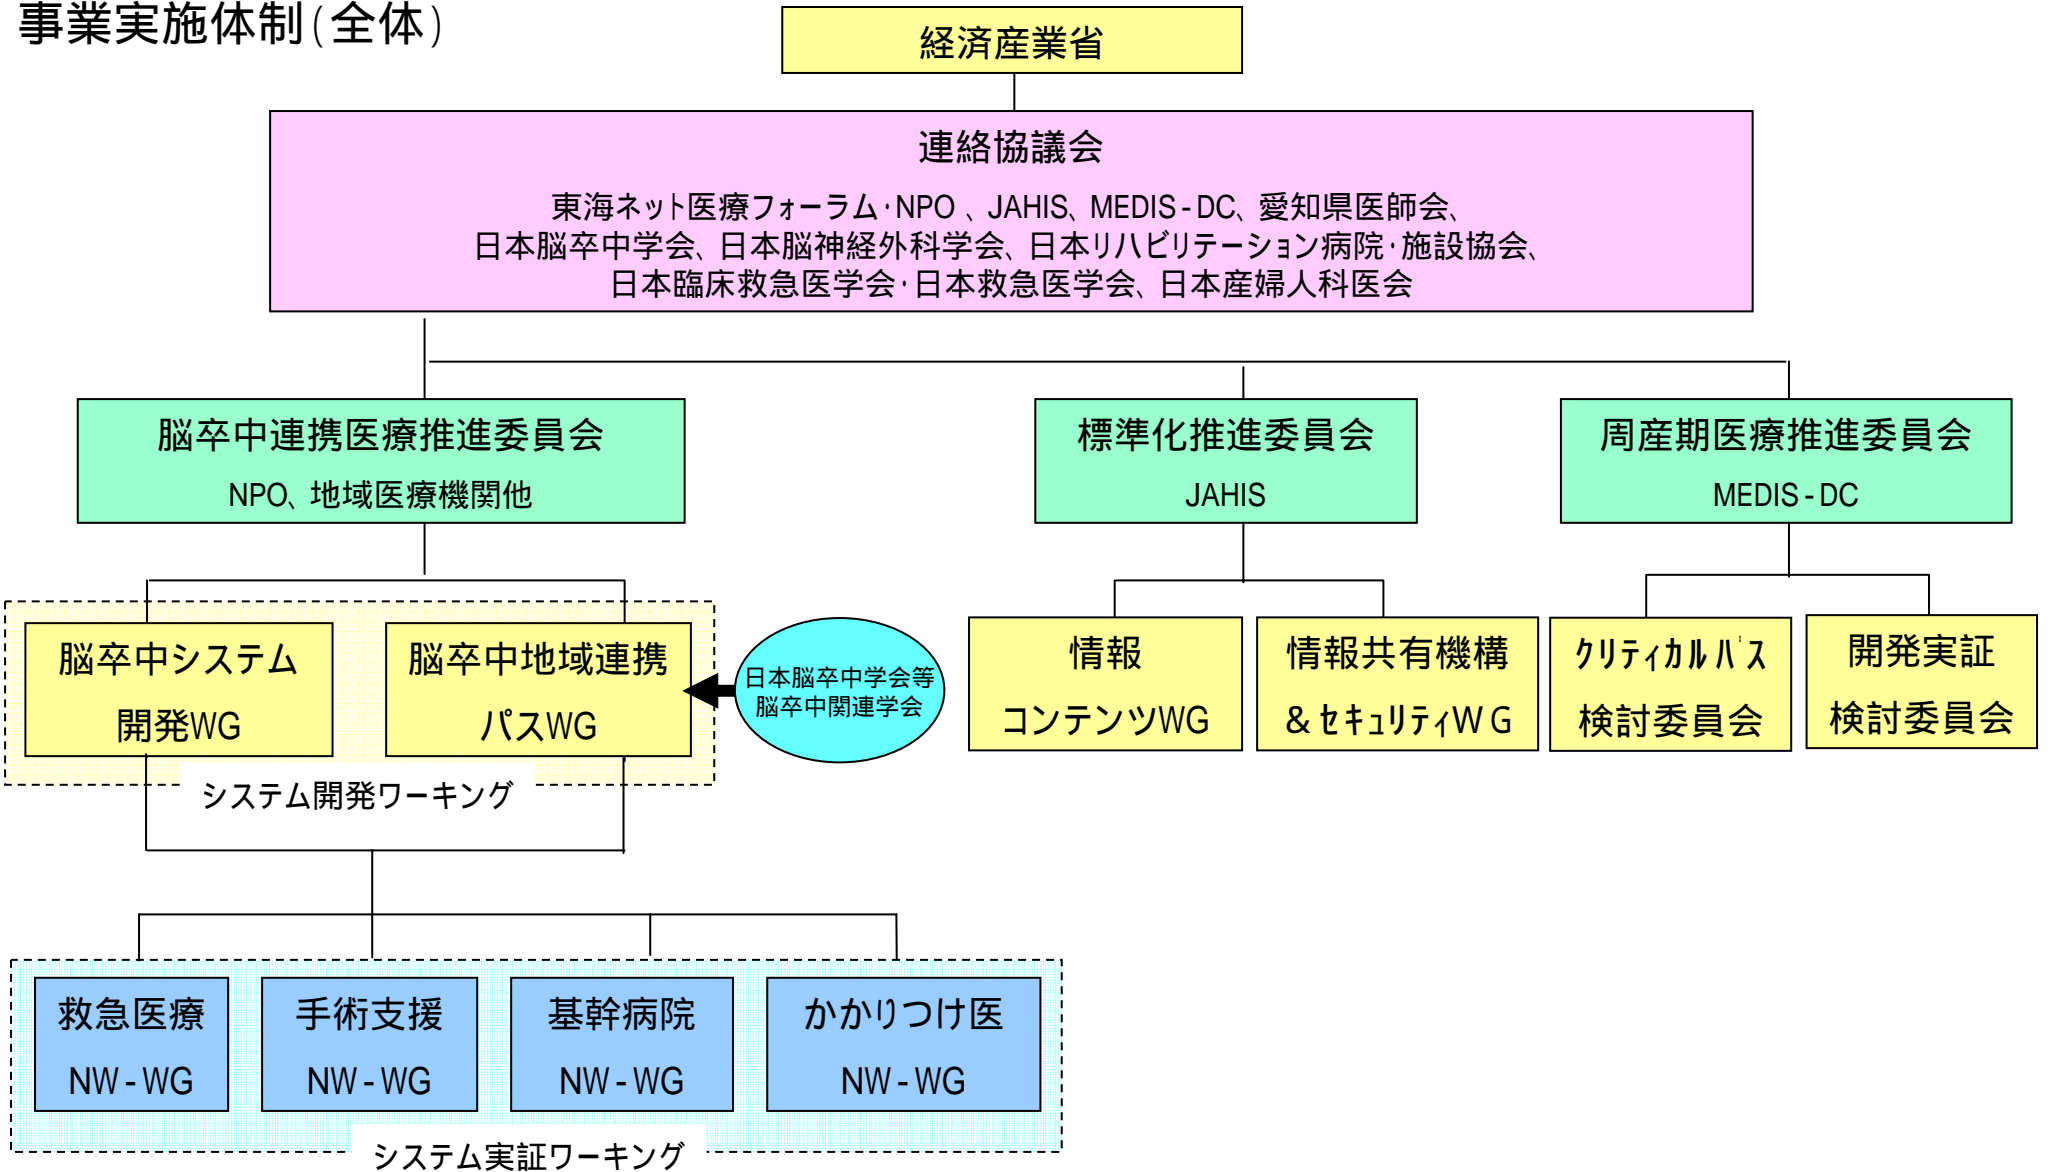 事業実施体制(全体)
経済産業省
連絡協議会
東海ネット医療フォーラム・NPO、JAHIS、MEDIS-DC、愛知県医師会、
日本脳卒中学会、日本脳神経外科学会、日本リハビリテーション病院・施設協会、
日本臨床救急医学会・日本救急医学会、日本産婦人科医会
脳卒中連携医療推進委員会
NPO、地域医療機関他
標準化推進委員会
JAHIS
周産期医療推進委員会
MEDIS-DC
脳卒中システム
開発WG
脳卒中地域連携
パスWG
システム開発ワーキング
日本脳卒中学会等
脳卒中関連学会
情報
コンテンツWG
情報共有機構
&セキュリティWG
クリティカルパス
検討委員会
開発実証
検討委員会
救急医療
NW-WG
手術支援
NW-WG
基幹病院
NW-WG
かかりつけ医
NW-WG
システム実証ワーキング